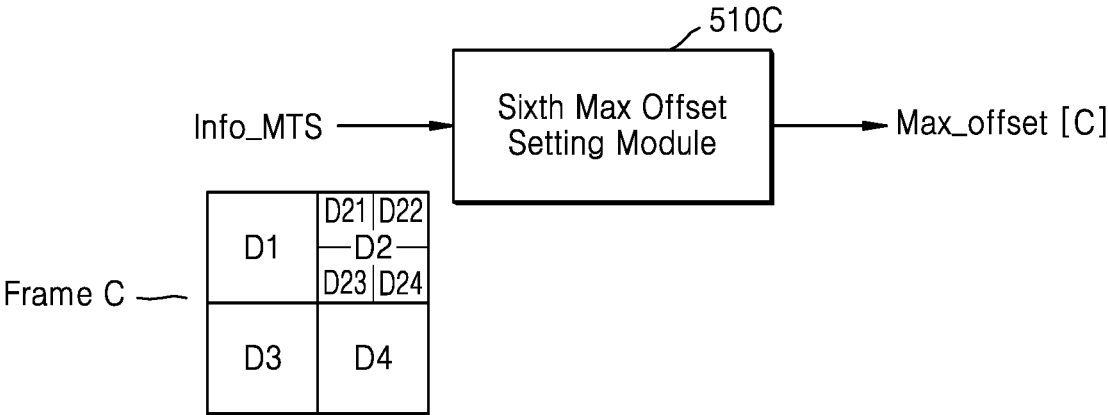 510C
Sixth Max Offset
Setting Module
Info_MTS
Max_offset [C]
D21 D22
D1
D2
D23 D24
Frame C
D3
D4